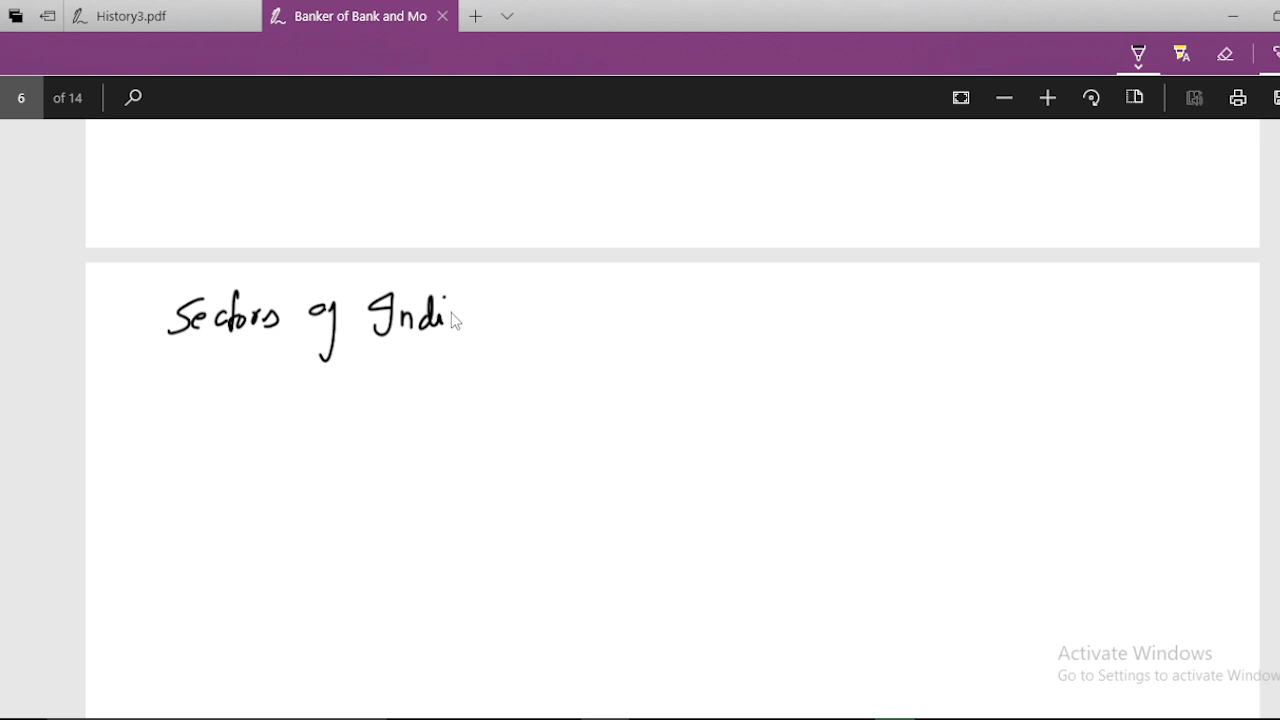 History3.pdf
Banker of Bank and Mo
6 of 14
Sectors of Indi
Activate Windows
Go to Settings to activate Window